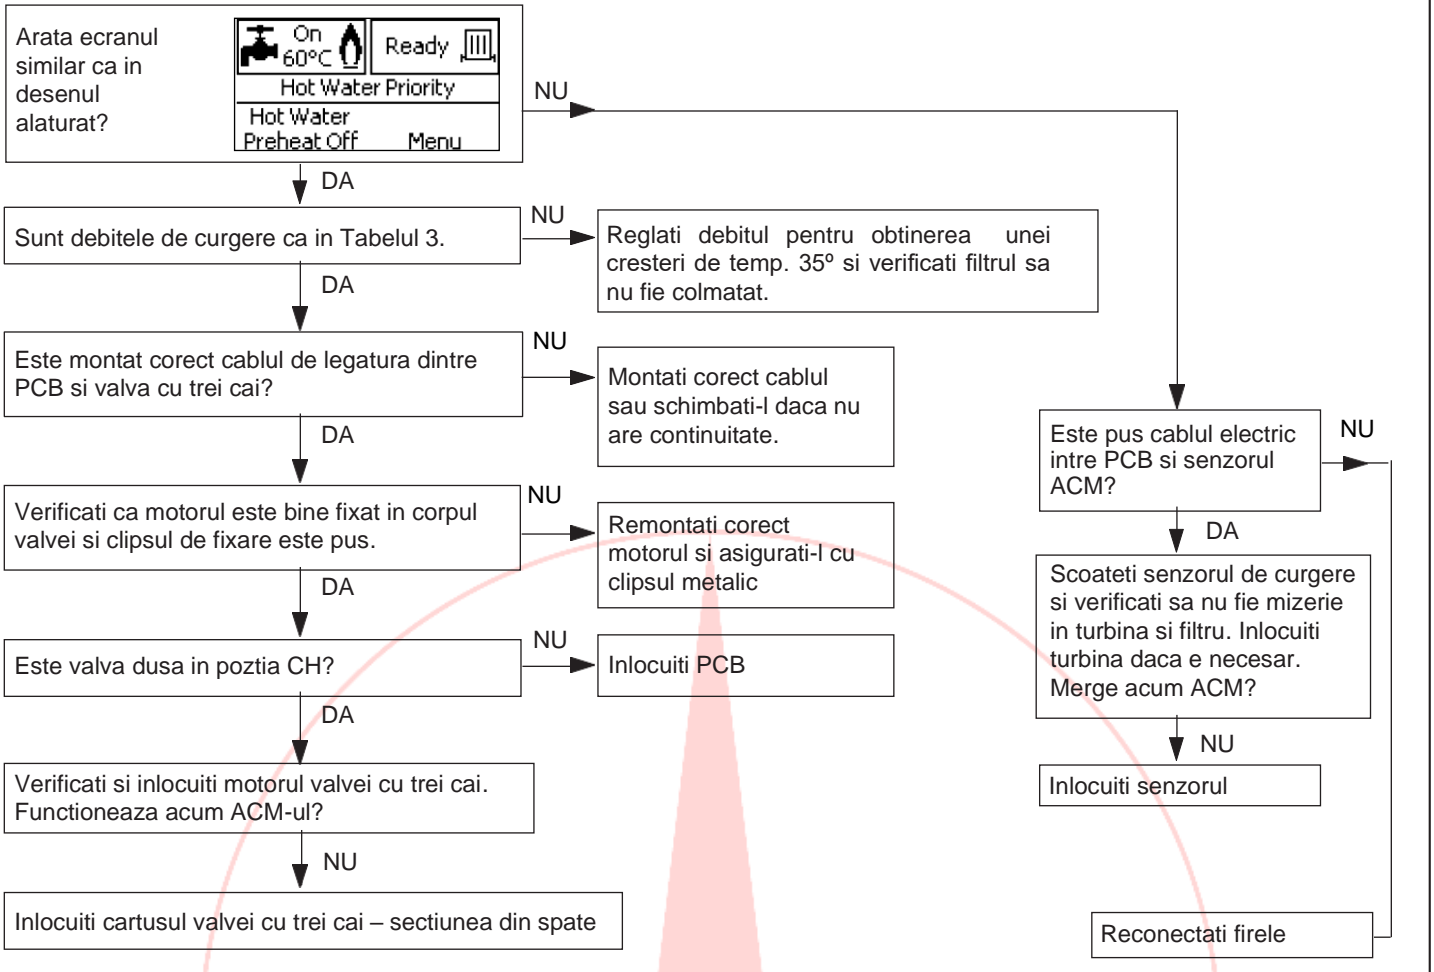 Arata ecranul
similar ca in
desenul
alaturat?
On
60°C
Ready
Hot Water Priority
Hot Water
Preheat Off Menu
NU
DA
Sunt debitele de curgere ca in Tabelul 3.
NU
Reglati debitul pentru obtinerea unei
cresteri de temp. 35º si verificati filtrul sa
nu fie colmatat.
DA
Este montat corect cablul de legatura dintre
PCB si valva cu trei cai?
NU
Montati corect cablul
sau schimbati-l daca nu
are continuitate.
DA
Verificati ca motorul este bine fixat in corpul
valvei si clipsul de fixare este pus.
NU
Remontati corect
motorul si asigurati-l cu
clipsul metalic
DA
Este valva dusa in poztia CH?
NU
Inlocuiti PCB
DA
Verificati si inlocuiti motorul valvei cu trei cai.
Functioneaza acum ACM-ul?
NU
Inlocuiti cartusul valvei cu trei cai – sectiunea din spate
Este pus cablul electric
intre PCB si senzorul
ACM?
NU
DA
Scoateti senzorul de curgere
si verificati sa nu fie mizerie
in turbina si filtru. Inlocuiti
turbina daca e necesar.
Merge acum ACM?
NU
Inlocuiti senzorul
Reconectati firele